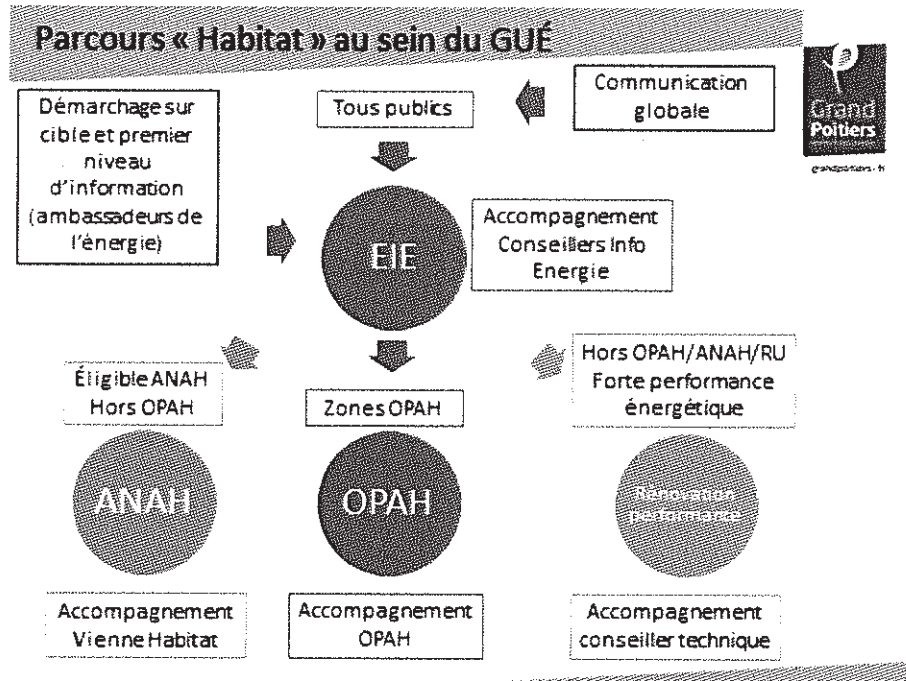 Parcours « Habitat » au sein du GUÉ
Démarchage sur
cible et premier
niveau
d'information
(ambassadeurs de
l'énergie)
Tous publics
Communication
globale
Grand
Poitiers
grandpoitiers.fr
EIE
Accompagnement
Conseillers Info
Energie
Éligible ANAH
Hors OPAH
Zones OPAH
Hors OPAH/ANAH/RU
Forte performance
énergétique
ANAH
OPAH
Rénovation
performance
Accompagnement
Vienne Habitat
Accompagnement
OPAH
Accompagnement
conseiller technique